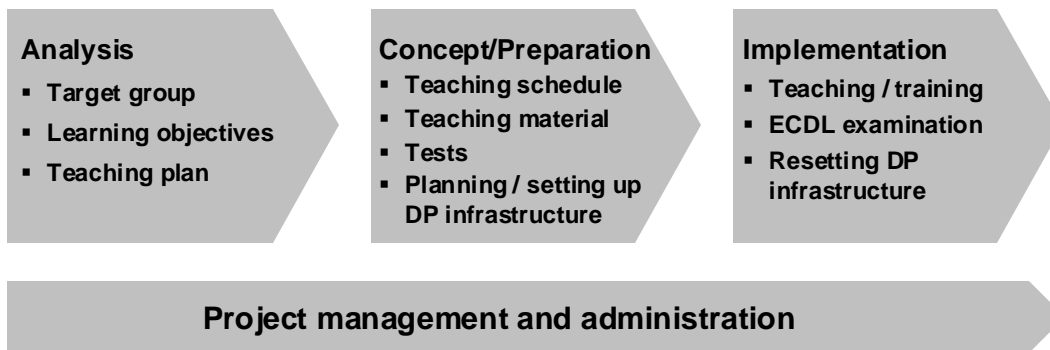 Analysis
▪ Target group
▪ Learning objectives
▪ Teaching plan
Concept/Preparation
▪ Teaching schedule
▪ Teaching material
▪ Tests
▪ Planning / setting up
DP infrastructure
Implementation
▪ Teaching / training
▪ ECDL examination
▪ Resetting DP
infrastructure
Project management and administration